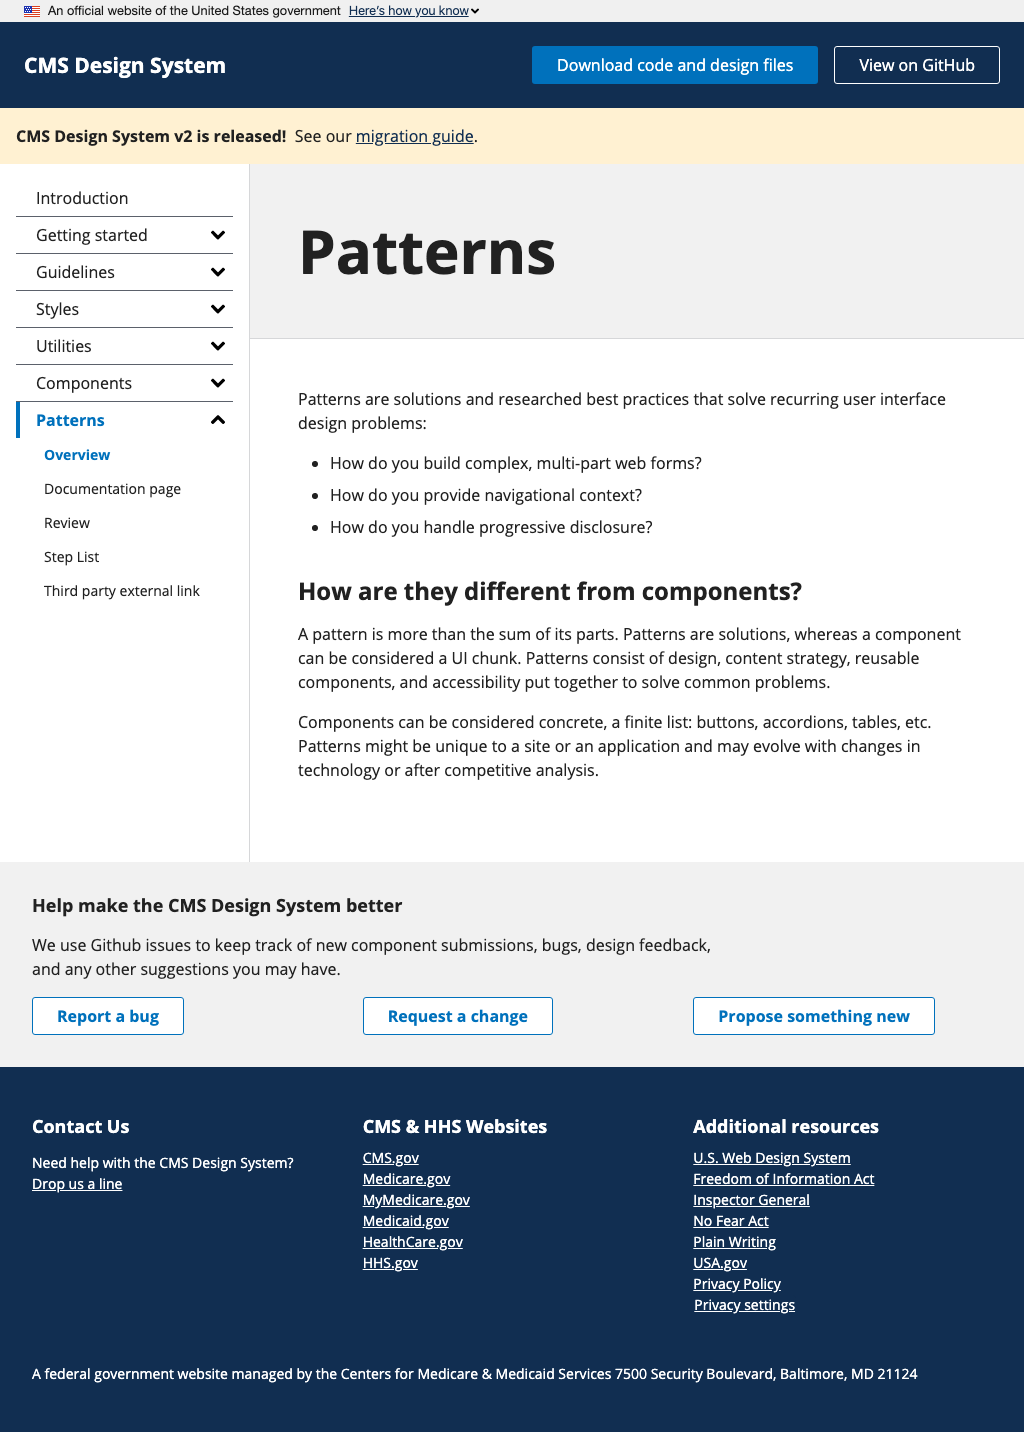 An official website of the United States government Here's how you know
CMS Design System
Download code and design files
View on GitHub
CMS Design System v2 is released! See our migration guide.
Introduction
Getting started
Guidelines
Styles
Utilities
Components
Patterns
Overview
Documentation page
Review
Step List
Third party external link
Patterns
Patterns are solutions and researched best practices that solve recurring user interface
design problems:
• How do you build complex, multi-part web forms?
• How do you provide navigational context?
• How do you handle progressive disclosure?
How are they different from components?
A pattern is more than the sum of its parts. Patterns are solutions, whereas a component
can be considered a UI chunk. Patterns consist of design, content strategy, reusable
components, and accessibility put together to solve common problems.
Components can be considered concrete, a finite list: buttons, accordions, tables, etc.
Patterns might be unique to a site or an application and may evolve with changes in
technology or after competitive analysis.
Help make the CMS Design System better
We use Github issues to keep track of new component submissions, bugs, design feedback,
and any other suggestions you may have.
Report a bug
Request a change
Propose something new
Contact Us
Need help with the CMS Design System?
Drop us a line
CMS & HHS Websites
CMS.gov
Medicare.gov
MyMedicare.gov
Medicaid.gov
HealthCare.gov
HHS.gov
Additional resources
U.S. Web Design System
Freedom of Information Act
Inspector General
No Fear Act
Plain Writing
USA.gov
Privacy Policy
Privacy settings
A federal government website managed by the Centers for Medicare & Medicaid Services 7500 Security Boulevard, Baltimore, MD 21124